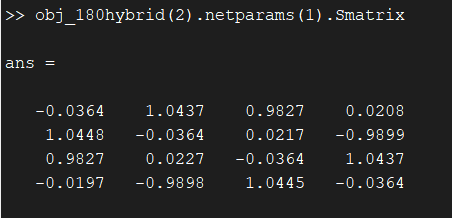 >> obj_180hybrid(2).netparams(1).Smatrix
ans =
-0.0364 1.0437 0.9827 0.0208
1.0448 -0.0364 0.0217 -0.9899
0.9827 0.0227 -0.0364 1.0437
-0.0197 -0.9898 1.0445 -0.0364